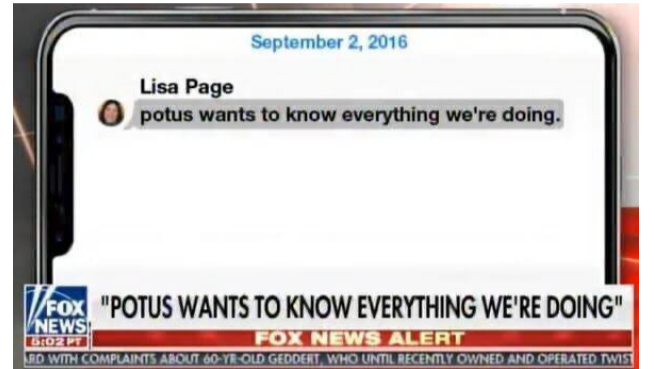 September 2, 2016
Lisa Page
potus wants to know everything we're doing.
FOX
NEWS
5:02 PT
"POTUS WANTS TO KNOW EVERYTHING WE'RE DOING"
FOX NEWS ALERT
RD WITH COMPLAINTS ABOUT 60-YR-OLD GEDDERT, WHO UNTIL RECENTLY OWNED AND OPERATED TWIST